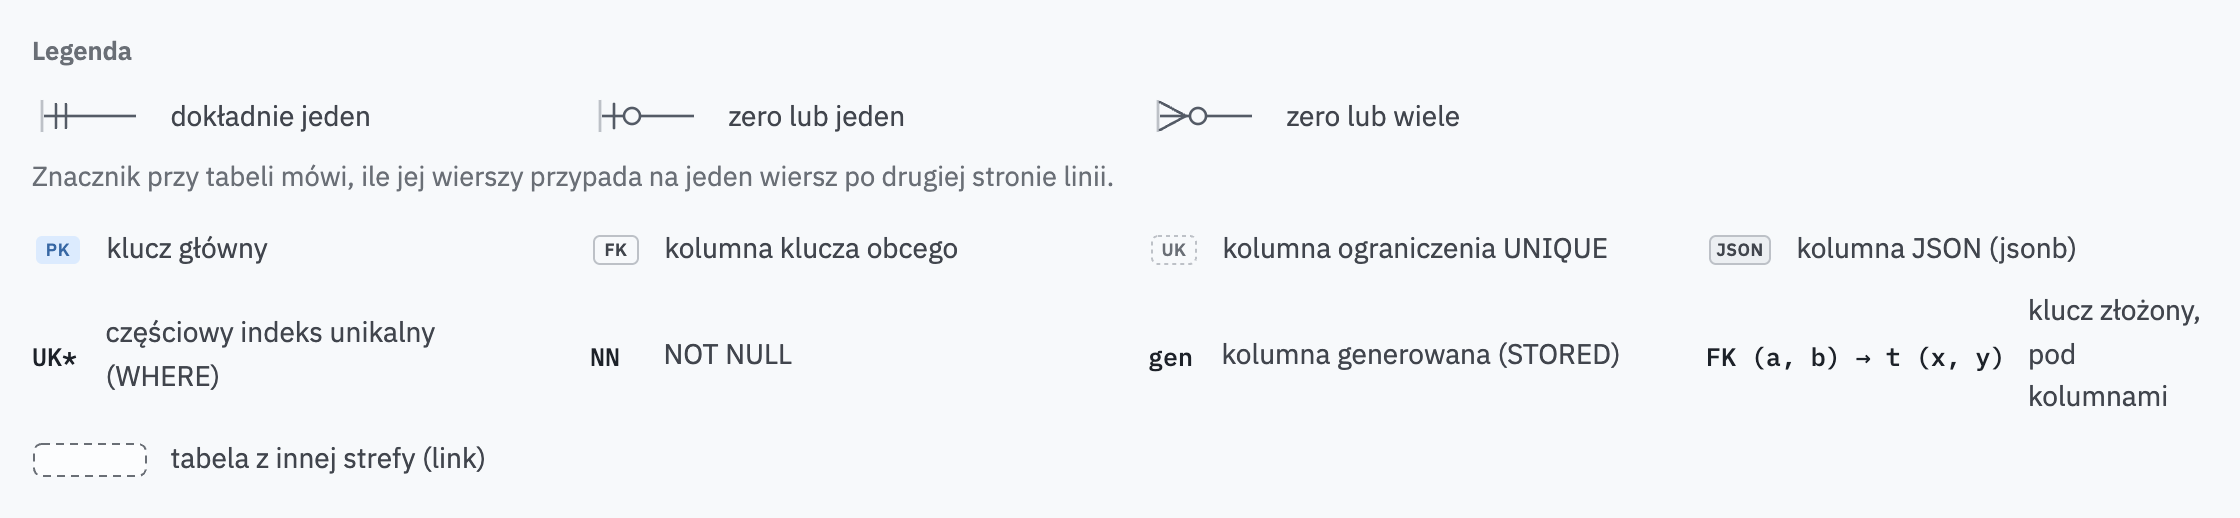 Legenda
dokładnie jeden
zero lub jeden
zero lub wiele
Znacznik przy tabeli mówi, ile jej wierszy przypada na jeden wiersz po drugiej stronie linii.
PK klucz główny
FK kolumna klucza obcego
UK kolumna ograniczenia UNIQUE
JSON kolumna JSON (jsonb)
UK* częściowy indeks unikalny
(WHERE)
NN NOT NULL
gen kolumna generowana (STORED)
FK (a, b) → t (x, y) klucz złożony,
pod
kolumnami
tabela z innej strefy (link)